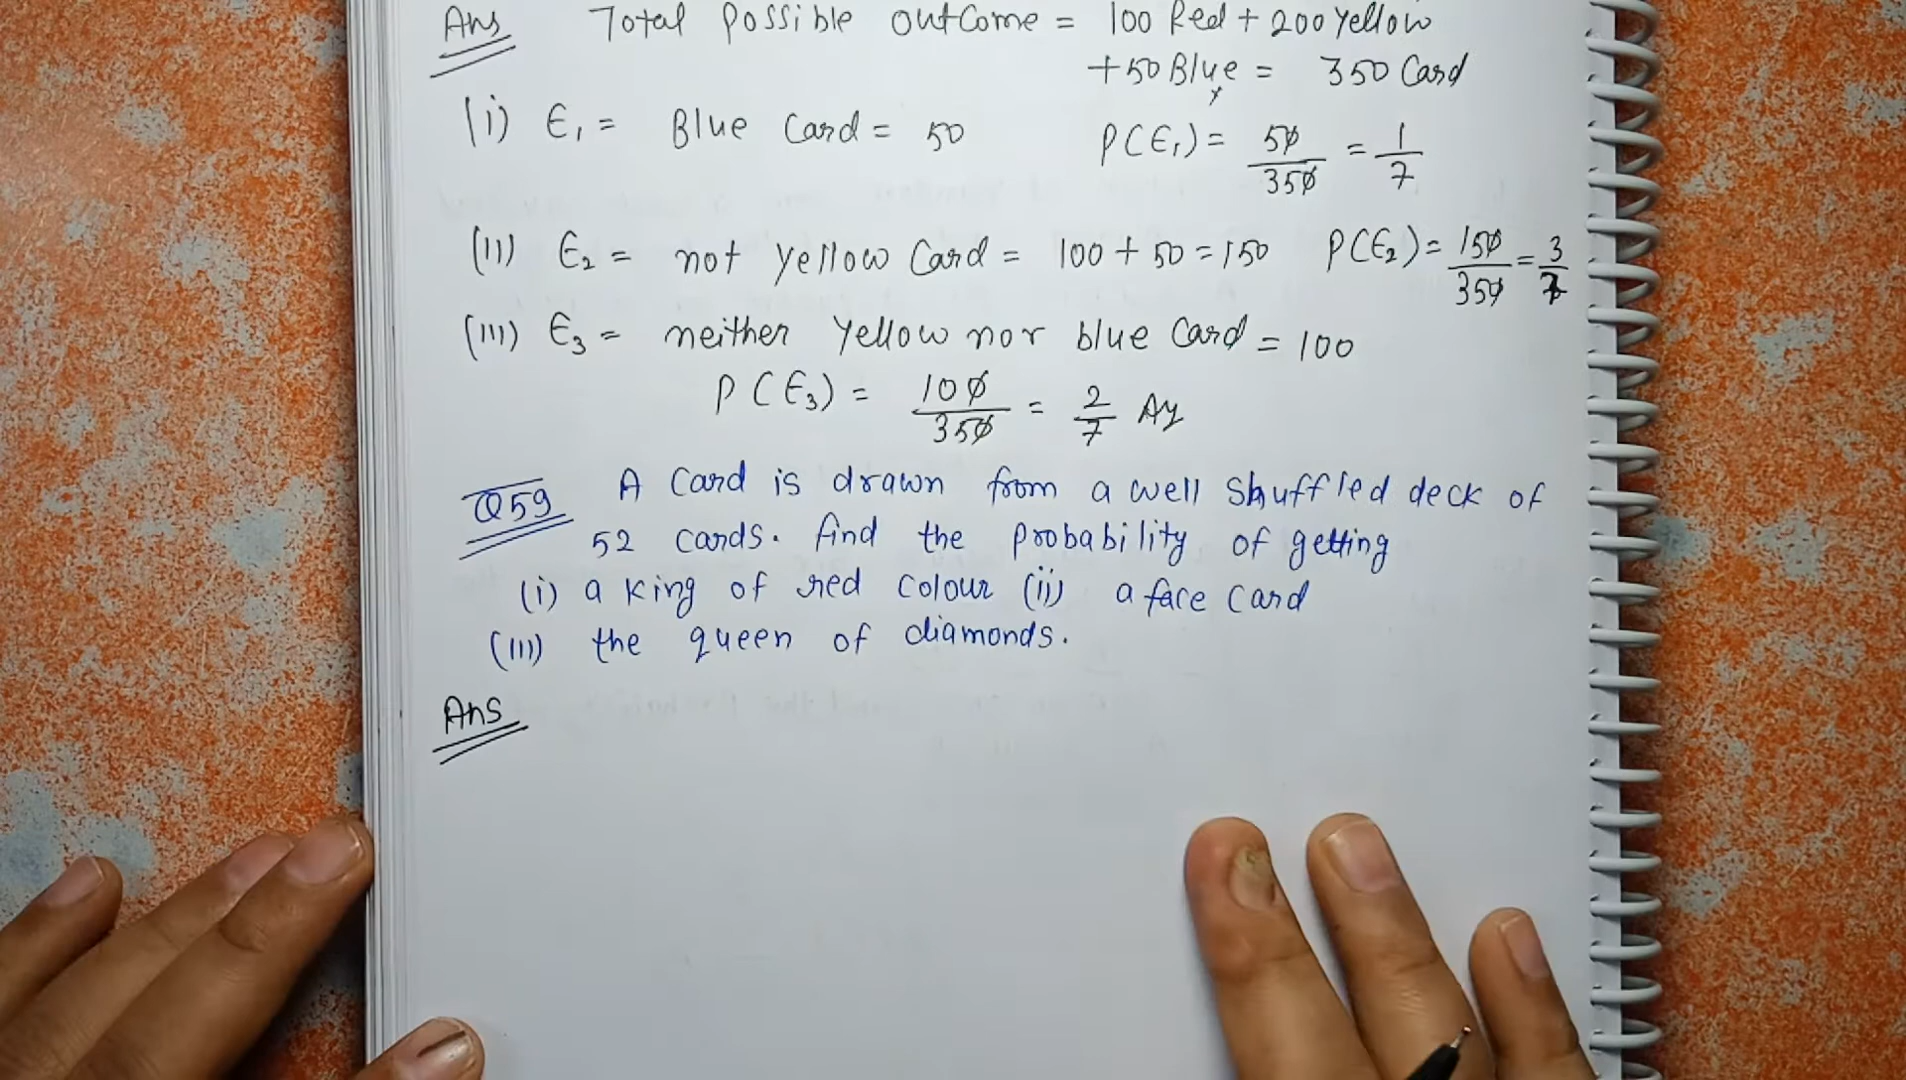 Ans Total possible outcome = 100 Red + 200 yellow
+ 50 Blue = 350 Card
(i) E₁ = Blue Card = 50 P(E₁) = 50/350 = 1/7
(II) E₂ = not yellow Card = 100 + 50 = 150 P(E₂) = 150/350 = 3/7
(III) E₃ = neither yellow nor blue Card = 100
P(E₃) = 100/350 = 2/7
Q59 A Card is drawn from a well shuffled deck of
52 cards. find the probability of getting
(i) a king of red colour (ii) a face card
(III) the queen of diamonds.
Ans